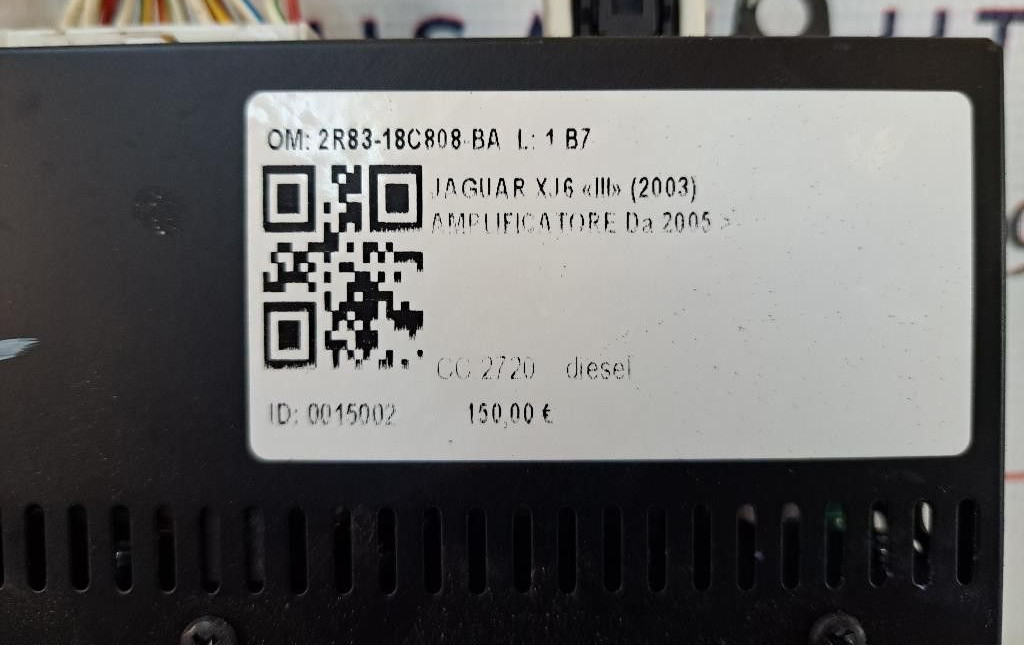 OM: 2R83-18C808-BA L: 1 B7
JAGUAR XJ6 «III» (2003)
AMPLIFICATORE Da 2005 >
CC 2720 diesel
ID: 0015002 150,00 €